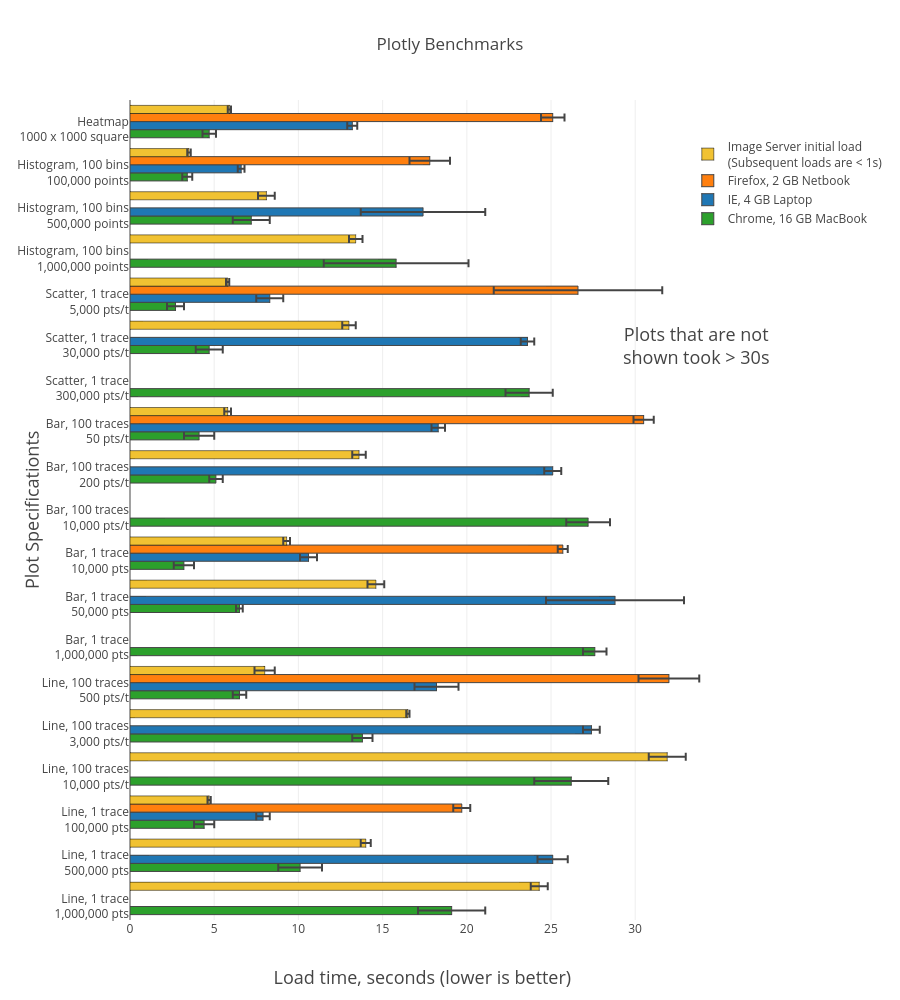 Plotly Benchmarks
Heatmap
1000 x 1000 square
Histogram, 100 bins
100,000 points
Histogram, 100 bins
500,000 points
Histogram, 100 bins
1,000,000 points
Scatter, 1 trace
5,000 pts/t
Scatter, 1 trace
30,000 pts/t
Scatter, 1 trace
300,000 pts/t
Bar, 100 traces
50 pts/t
Bar, 100 traces
200 pts/t
Bar, 100 traces
10,000 pts/t
Bar, 1 trace
10,000 pts
Bar, 1 trace
50,000 pts
Bar, 1 trace
1,000,000 pts
Line, 100 traces
500 pts/t
Line, 100 traces
3,000 pts/t
Line, 100 traces
10,000 pts/t
Line, 1 trace
100,000 pts
Line, 1 trace
500,000 pts
Line, 1 trace
1,000,000 pts
Plot Specificationts
0 5 10 15 20 25 30
Load time, seconds (lower is better)
Image Server initial load
(Subsequent loads are < 1s)
Firefox, 2 GB Netbook
IE, 4 GB Laptop
Chrome, 16 GB MacBook
Plots that are not
shown took > 30s